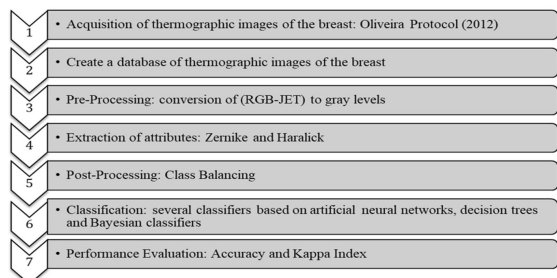 1
• Acquisition of thermographic images of the breast: Oliveira Protocol (2012)
2
• Create a database of thermographic images of the breast
3
• Pre-Processing: conversion of (RGB-JET) to gray levels
4
• Extraction of attributes: Zernike and Haralick
5
• Post-Processing: Class Balancing
6
• Classification: several classifiers based on artificial neural networks, decision trees
and Bayesian classifiers
7
• Performance Evaluation: Accuracy and Kappa Index